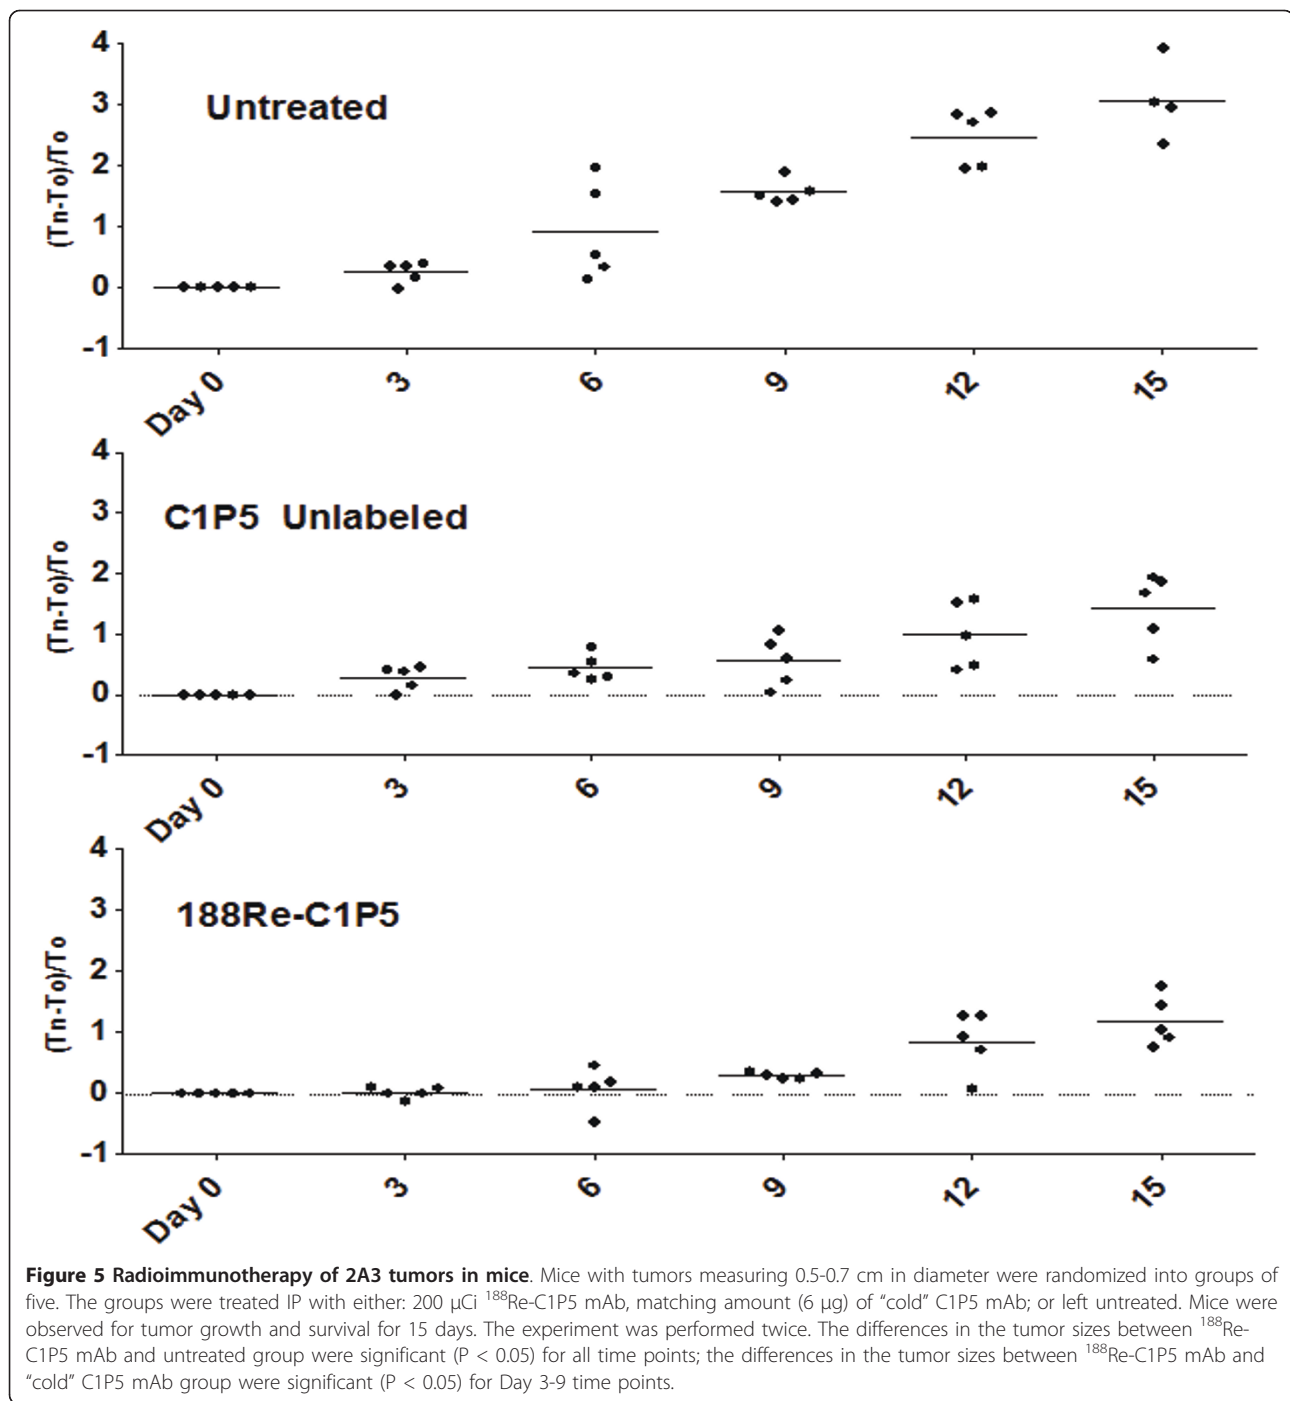 4
3
2
1
0
-1
(Tn-To)/To
Untreated
Day 0 3 6 9 12 15
4
3
2
1
0
-1
(Tn-To)/To
C1P5 Unlabeled
Day 0 3 6 9 12 15
4
3
2
1
0
-1
(Tn-To)/To
188Re-C1P5
Day 0 3 6 9 12 15
Figure 5 Radioimmunotherapy of 2A3 tumors in mice. Mice with tumors measuring 0.5-0.7 cm in diameter were randomized into groups of
five. The groups were treated IP with either: 200 μCi ¹⁸⁸Re-C1P5 mAb, matching amount (6 μg) of “cold” C1P5 mAb; or left untreated. Mice were
observed for tumor growth and survival for 15 days. The experiment was performed twice. The differences in the tumor sizes between ¹⁸⁸Re-
C1P5 mAb and untreated group were significant (P < 0.05) for all time points; the differences in the tumor sizes between ¹⁸⁸Re-C1P5 mAb and
“cold” C1P5 mAb group were significant (P < 0.05) for Day 3-9 time points.